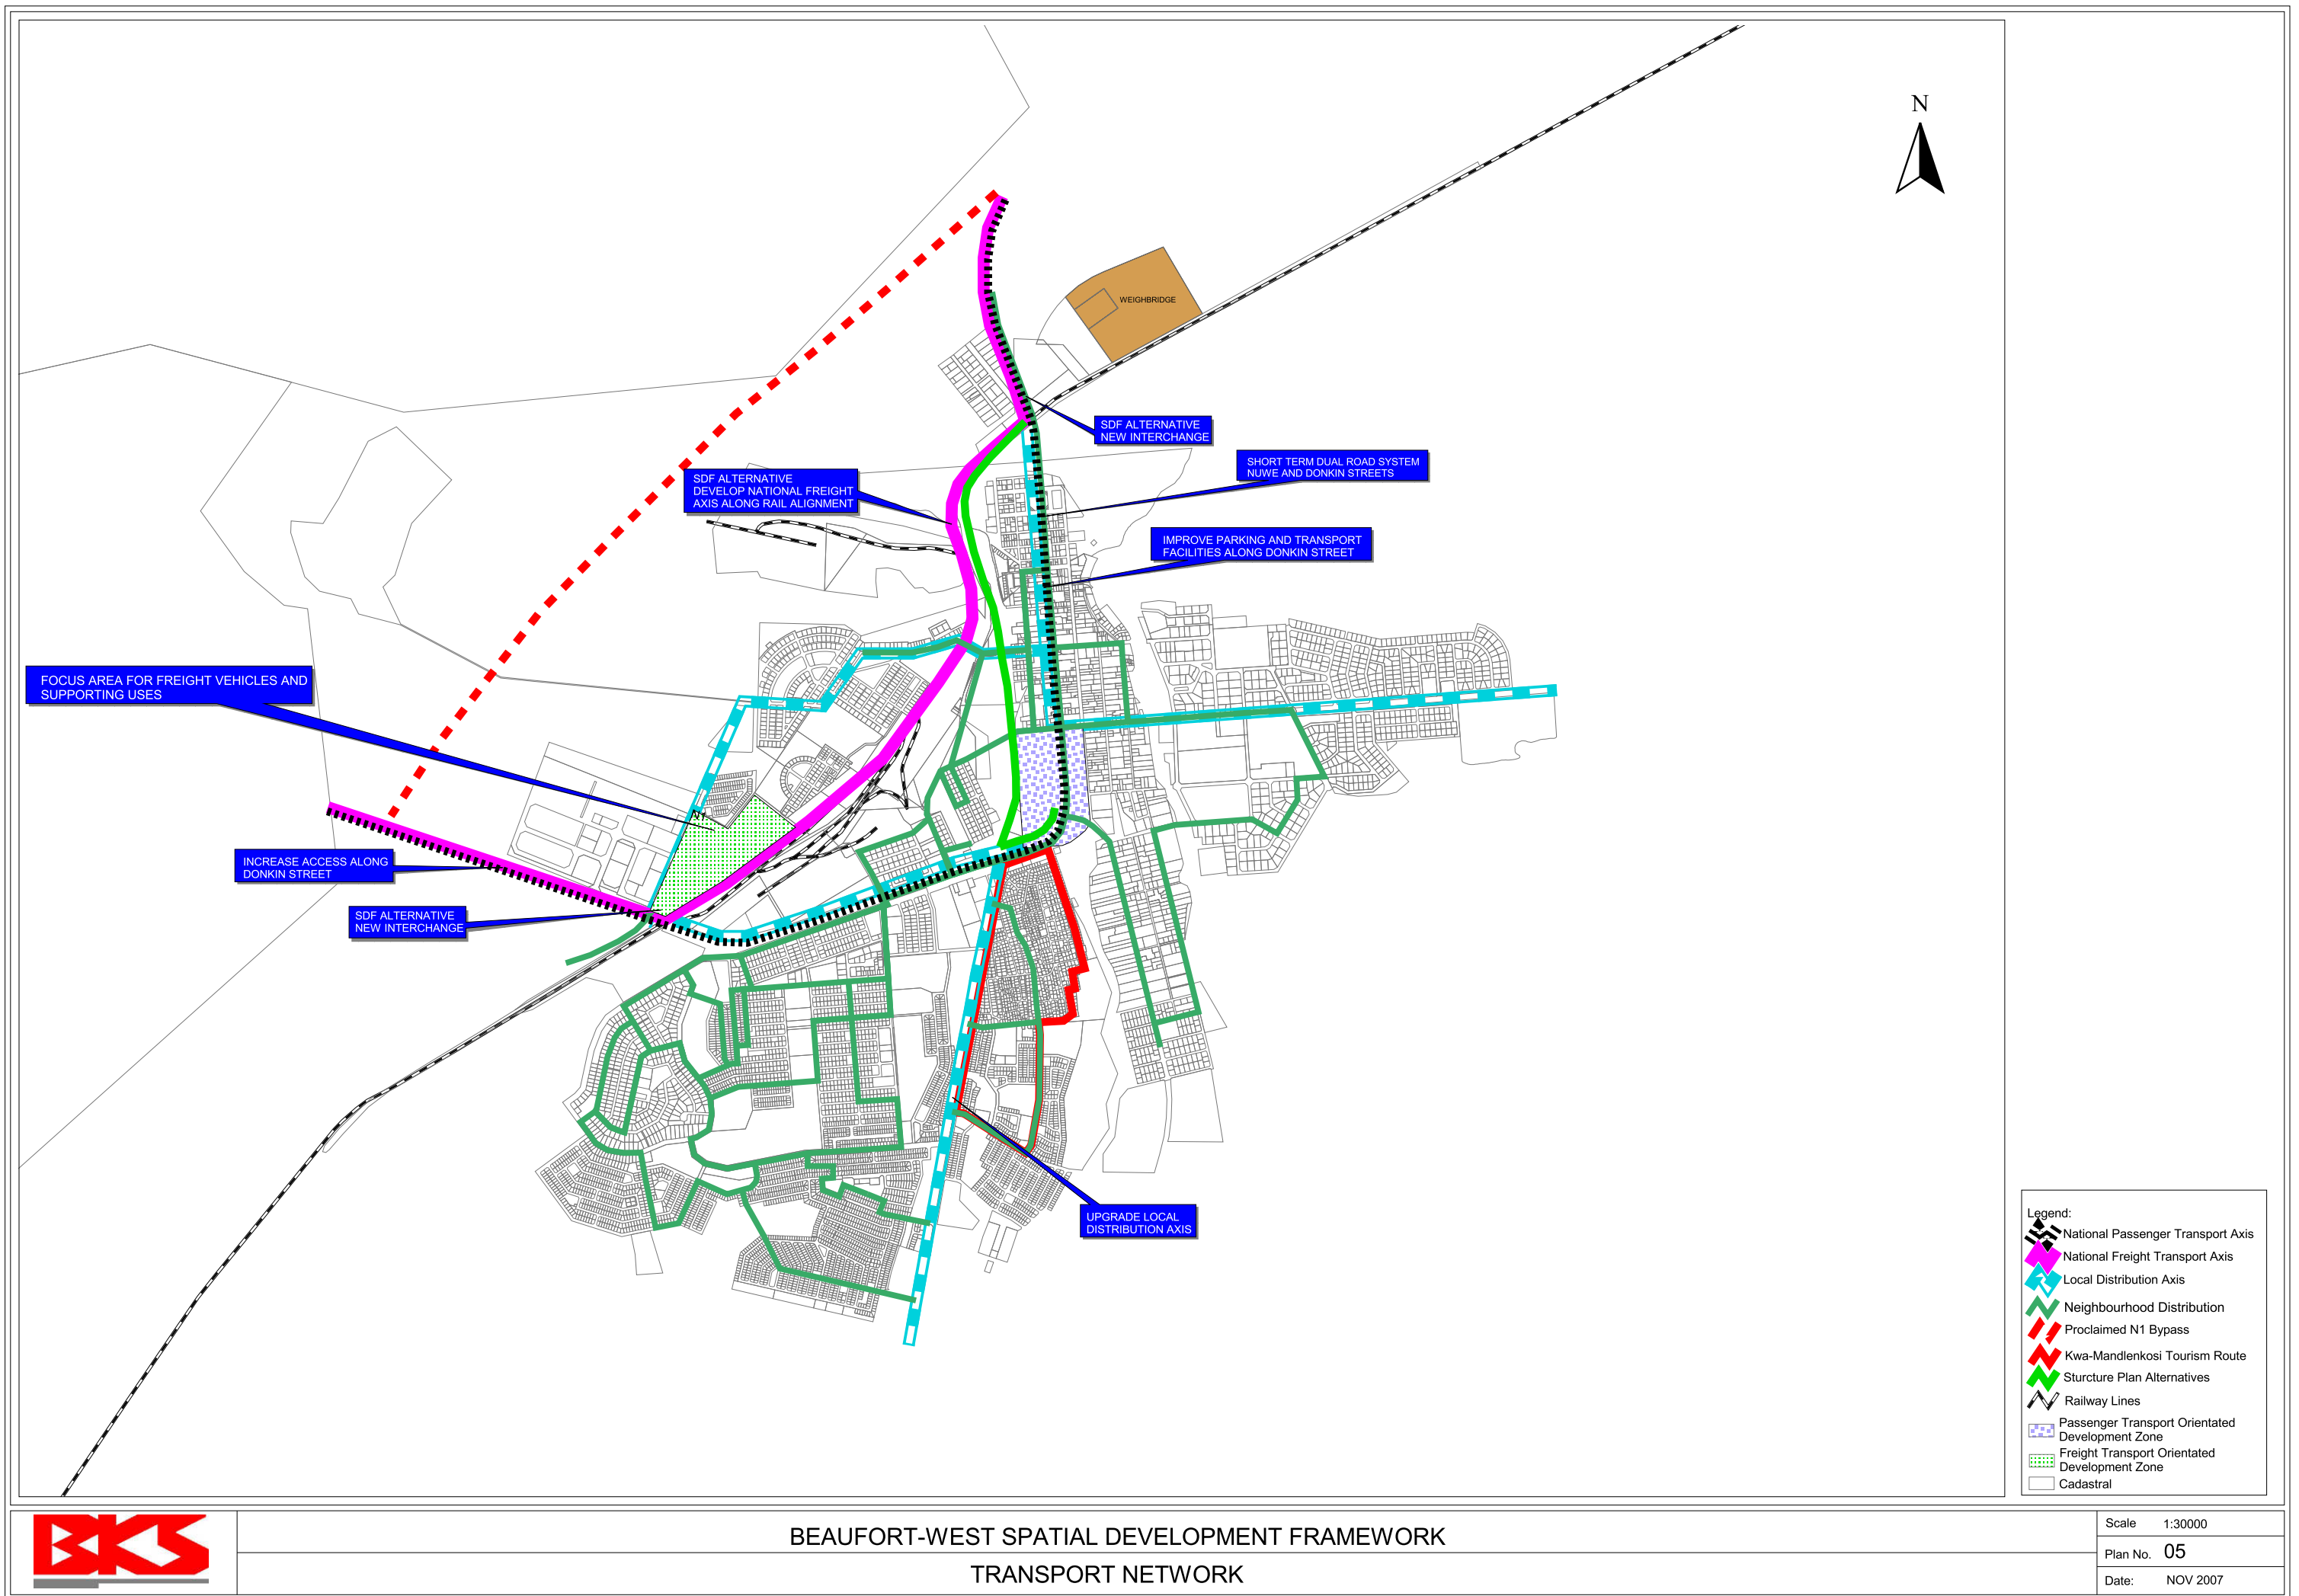 N
WEIGHBRIDGE
SDF ALTERNATIVE
NEW INTERCHANGE
SHORT TERM DUAL ROAD SYSTEM
NUWE AND DONKIN STREETS
SDF ALTERNATIVE
DEVELOP NATIONAL FREIGHT
AXIS ALONG RAIL ALIGNMENT
IMPROVE PARKING AND TRANSPORT
FACILITIES ALONG DONKIN STREET
FOCUS AREA FOR FREIGHT VEHICLES AND
SUPPORTING USES
N1
INCREASE ACCESS ALONG
DONKIN STREET
SDF ALTERNATIVE
NEW INTERCHANGE
UPGRADE LOCAL
DISTRIBUTION AXIS
Legend:
National Passenger Transport Axis
National Freight Transport Axis
Local Distribution Axis
Neighbourhood Distribution
Proclaimed N1 Bypass
Kwa-Mandlenkosi Tourism Route
Sturcture Plan Alternatives
Railway Lines
Passenger Transport Orientated
Development Zone
Freight Transport Orientated
Development Zone
Cadastral
BKS
BEAUFORT-WEST SPATIAL DEVELOPMENT FRAMEWORK
TRANSPORT NETWORK
Scale 1:30000
Plan No. 05
Date: NOV 2007